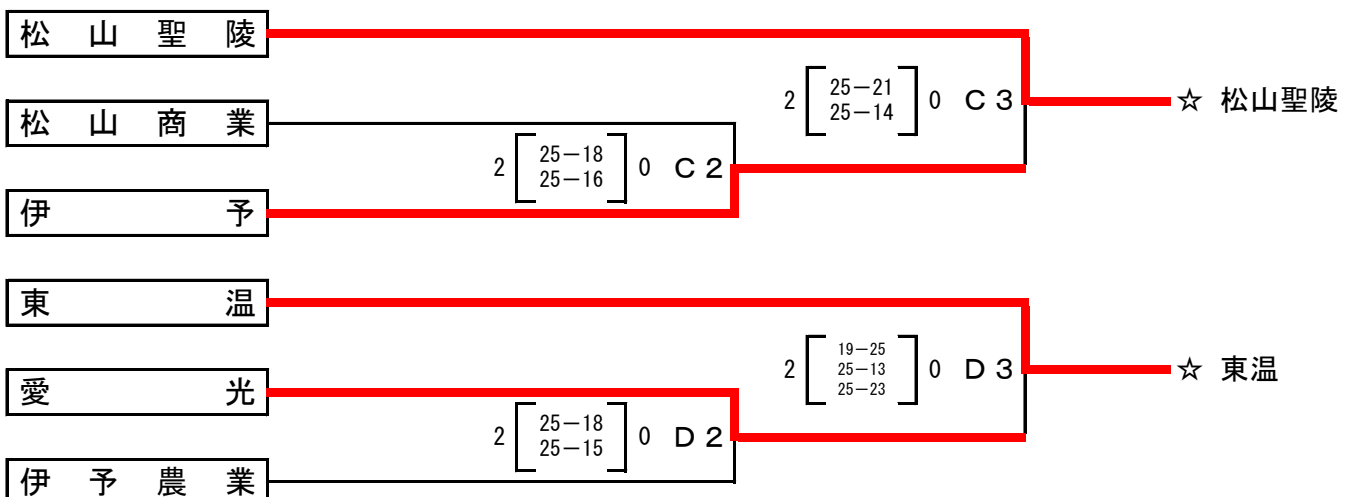 松山聖陵
2 25－21 25－14 0 C3
☆ 松山聖陵
松山商業
2 25－18 25－16 0 C2
伊予
東温
2 19－25 25－13 25－23 0 D3
☆ 東温
愛光
2 25－18 25－15 0 D2
伊予農業